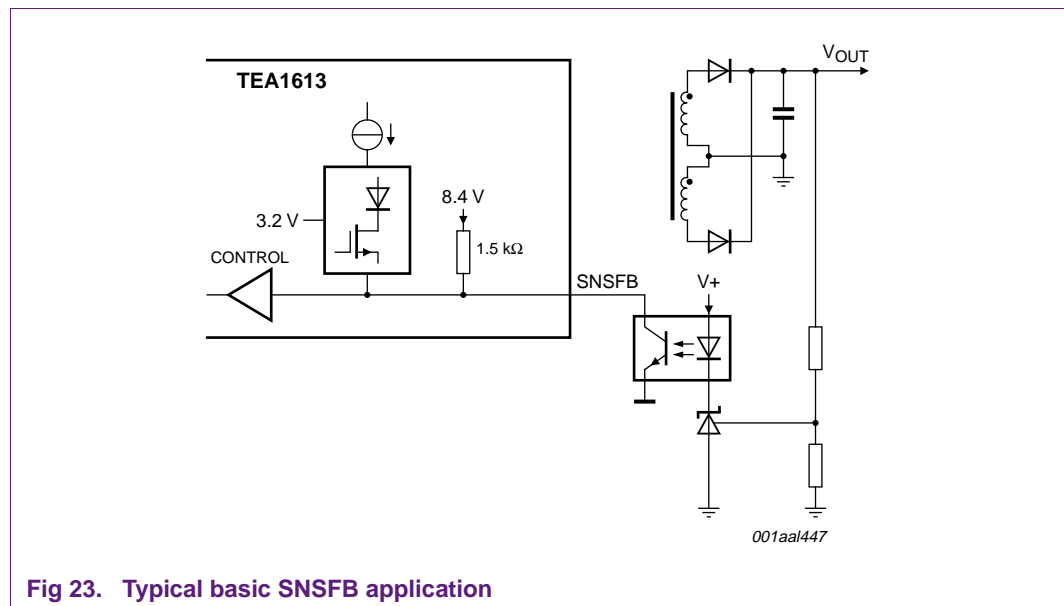 TEA1613
VOUT
3.2 V
8.4 V
1.5 kΩ
CONTROL
SNSFB
V+
001aal447
Fig 23. Typical basic SNSFB application